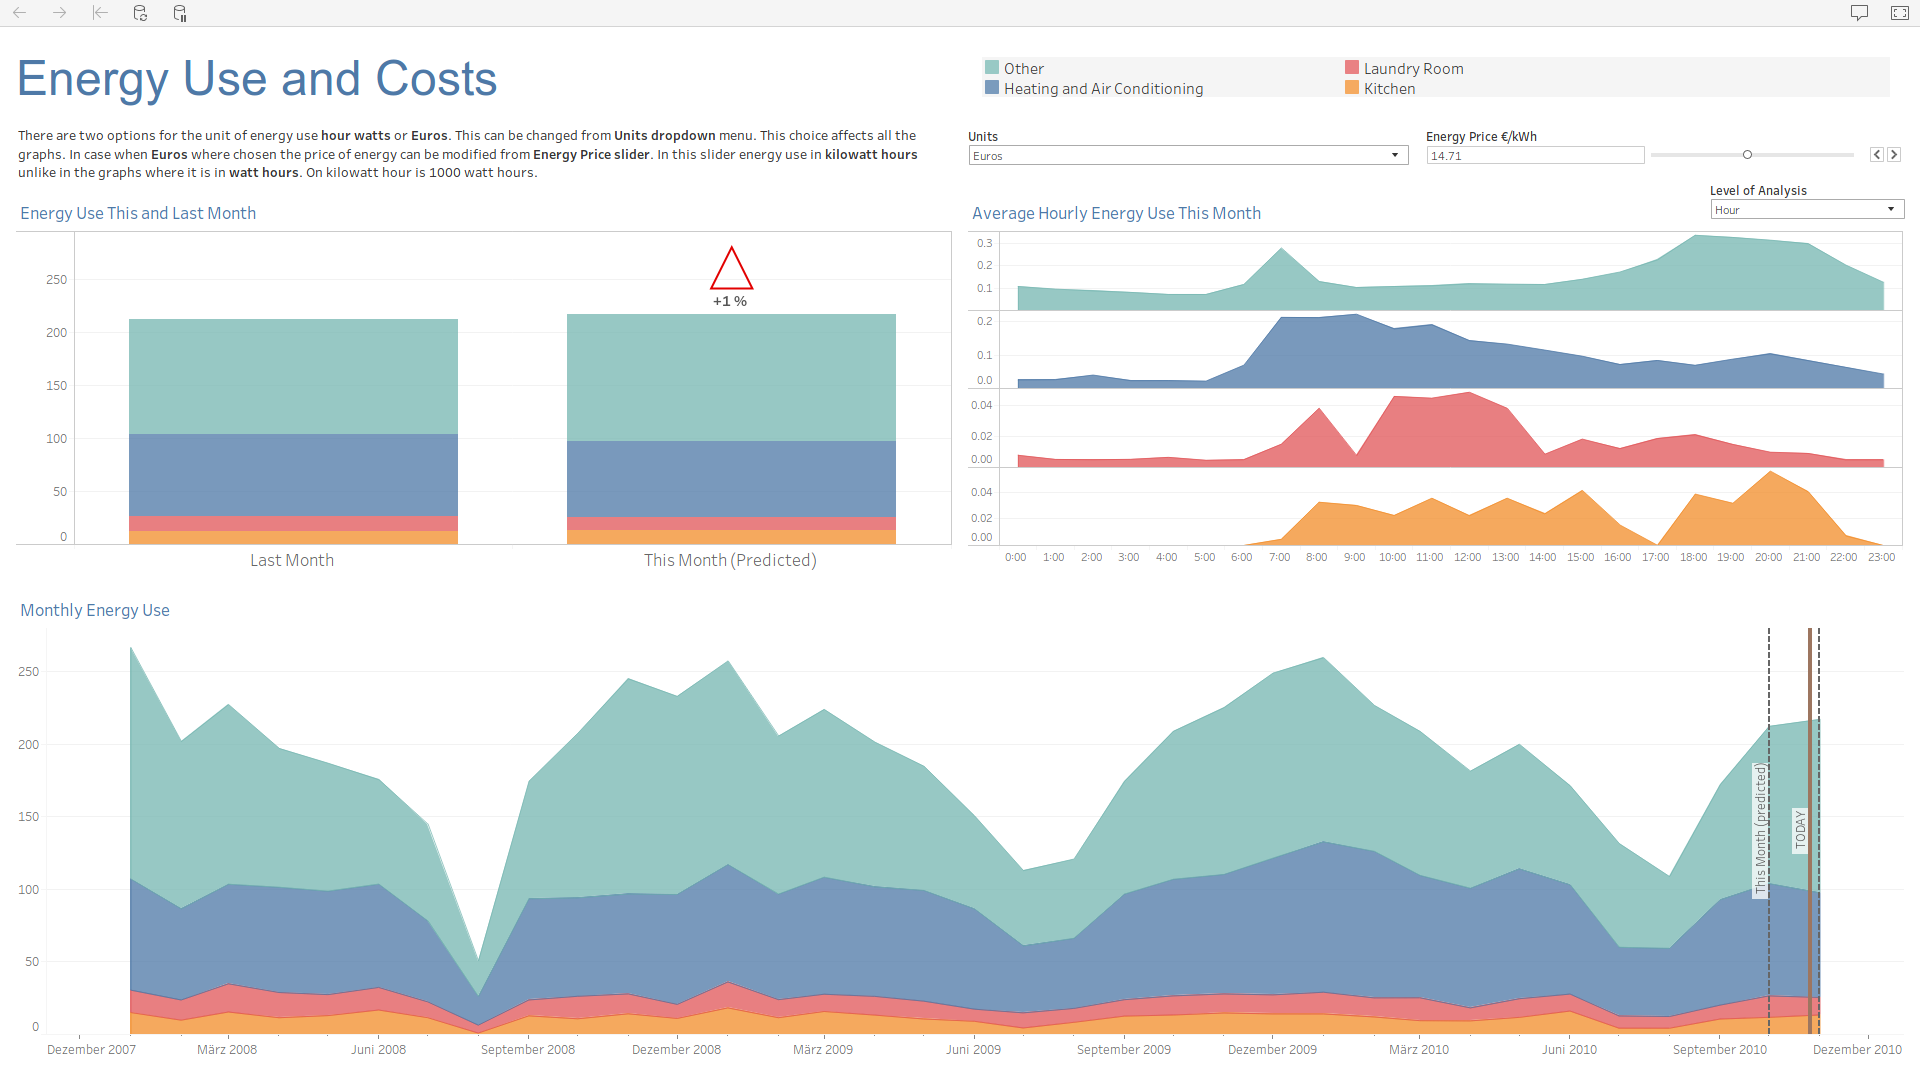 Energy Use and Costs
Other
Laundry Room
Heating and Air Conditioning
Kitchen
There are two options for the unit of energy use hour watts or Euros. This can be changed from Units dropdown menu. This choice affects all the
graphs. In case when Euros where chosen the price of energy can be modified from Energy Price slider. In this slider energy use in kilowatt hours
unlike in the graphs where it is in watt hours. On kilowatt hour is 1000 watt hours.
Units
Euros
Energy Price €/kWh
14.71
Level of Analysis
Hour
Energy Use This and Last Month
250
200
150
100
50
0
+1 %
Last Month
This Month (Predicted)
Average Hourly Energy Use This Month
0.3
0.2
0.1
0.2
0.1
0.0
0.04
0.02
0.00
0.04
0.02
0.00
0:00 1:00 2:00 3:00 4:00 5:00 6:00 7:00 8:00 9:00 10:00 11:00 12:00 13:00 14:00 15:00 16:00 17:00 18:00 19:00 20:00 21:00 22:00 23:00
Monthly Energy Use
250
200
150
100
50
0
This Month (predicted)
TODAY
Dezember 2007 März 2008 Juni 2008 September 2008 Dezember 2008 März 2009 Juni 2009 September 2009 Dezember 2009 März 2010 Juni 2010 September 2010 Dezember 2010